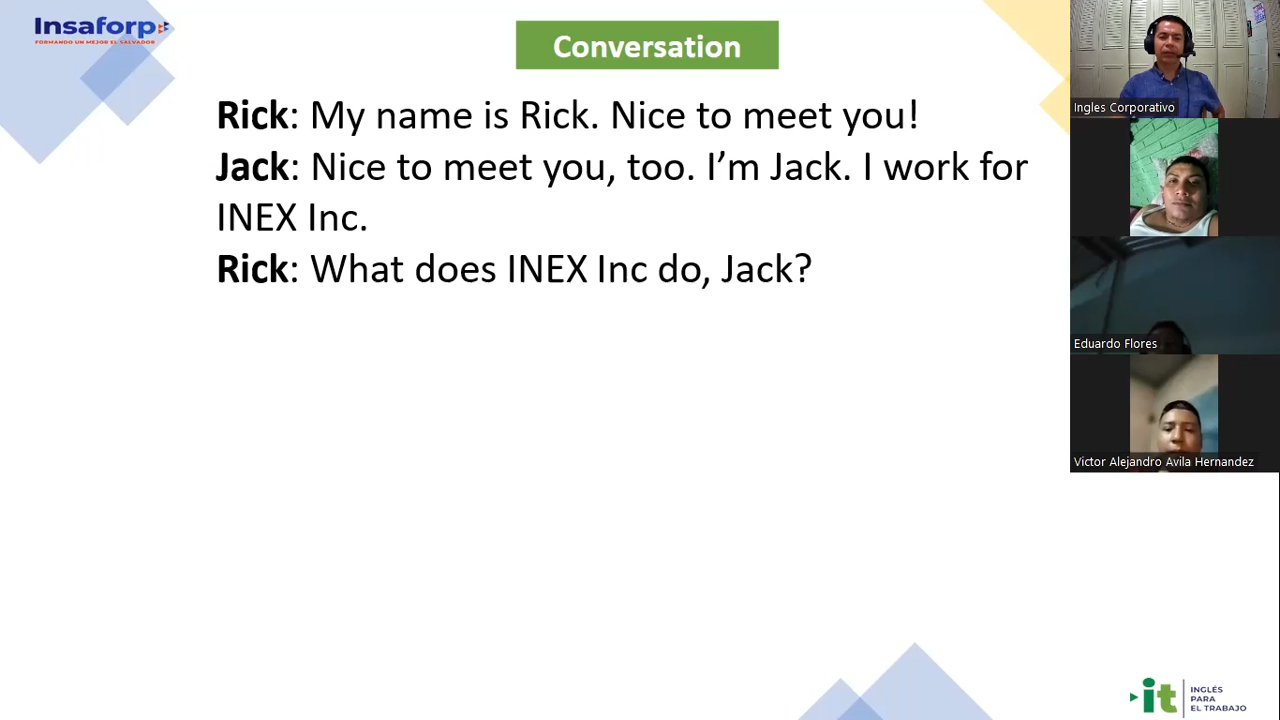 Insaforp
FORMANDO UN MEJOR EL SALVADOR
Conversation
Rick: My name is Rick. Nice to meet you!
Jack: Nice to meet you, too. I’m Jack. I work for
INEX Inc.
Rick: What does INEX Inc do, Jack?
Ingles Corporativo
Eduardo Flores
Victor Alejandro Avila Hernandez
it
INGLÉS
PARA
EL TRABAJO